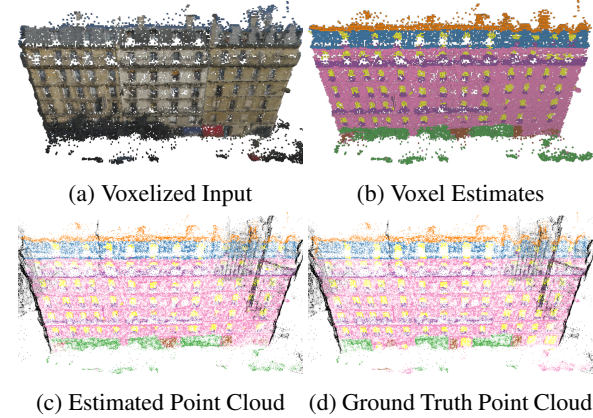 (a) Voxelized Input
(b) Voxel Estimates
(c) Estimated Point Cloud
(d) Ground Truth Point Cloud